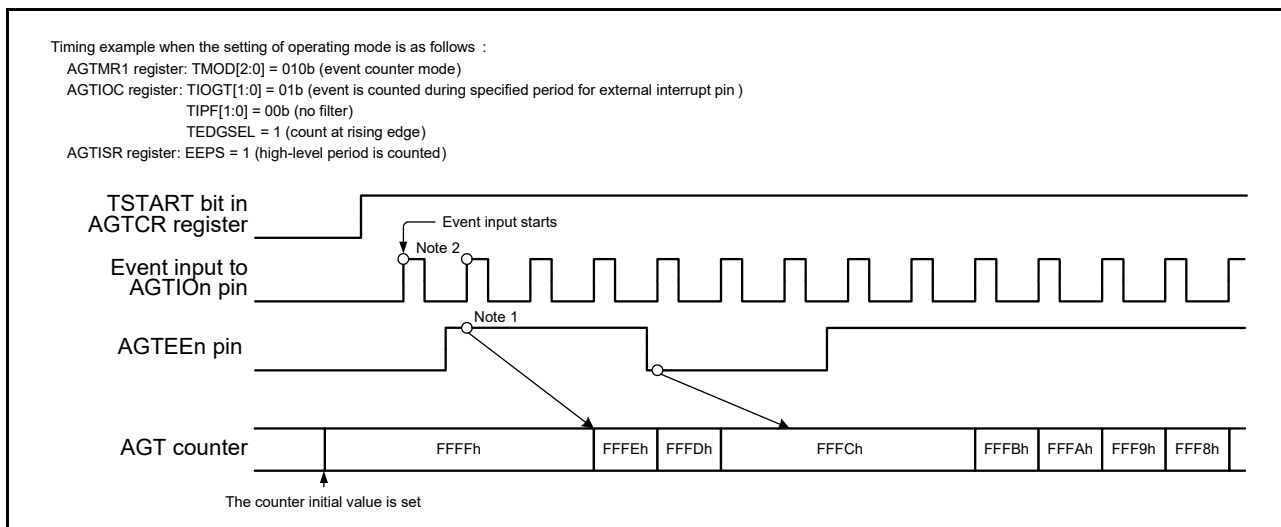 Timing example when the setting of operating mode is as follows :
AGTMR1 register: TMOD[2:0] = 010b (event counter mode)
AGTIOC register: TIOGT[1:0] = 01b (event is counted during specified period for external interrupt pin )
TIPF[1:0] = 00b (no filter)
TEDGSEL = 1 (count at rising edge)
AGTISR register: EEPS = 1 (high-level period is counted)
TSTART bit in
AGTCR register
Event input starts
Note 2
Event input to
AGTIOn pin
Note 1
AGTEEn pin
AGT counter
FFFFh FFFEh FFFDh FFFCh FFFBh FFFAh FFF9h FFF8h
The counter initial value is set